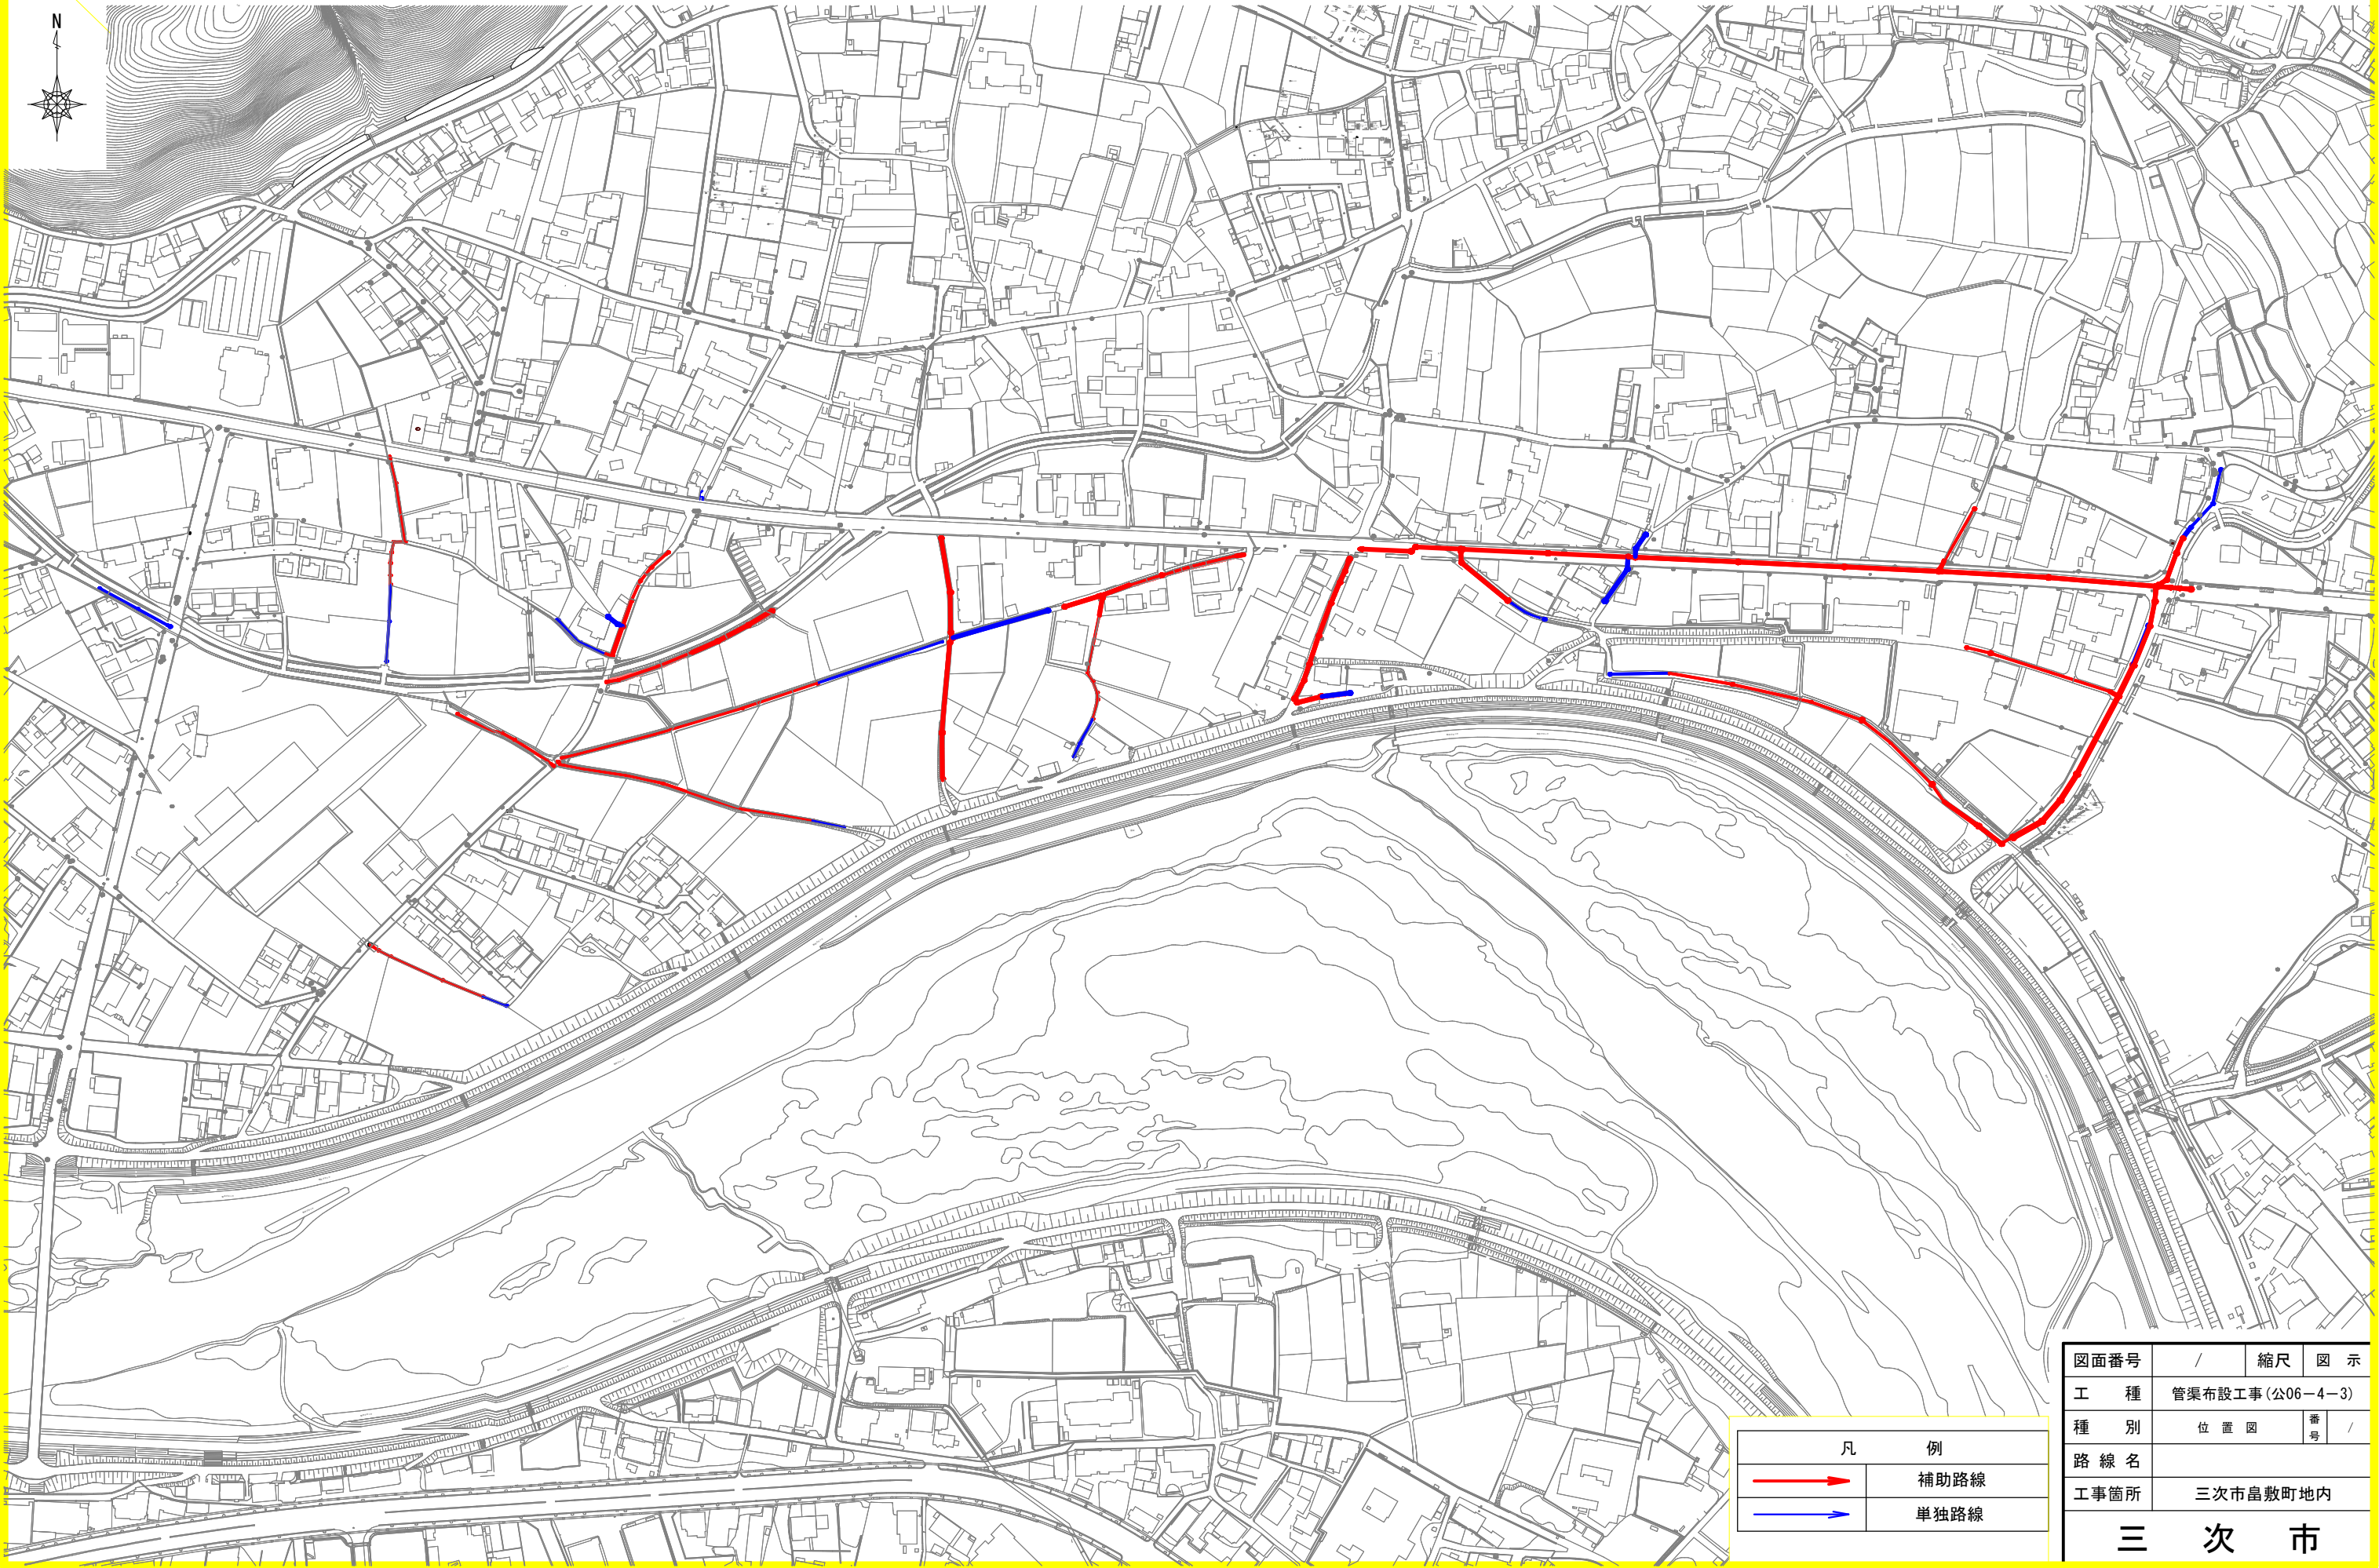 N
凡 例
補助路線
単独路線
図面番号 / 縮尺 図 示
工 種 管渠布設工事(公06-4-3)
種 別 位 置 図 番号 /
路 線 名
工事箇所 三次市畠敷町地内
三 次 市